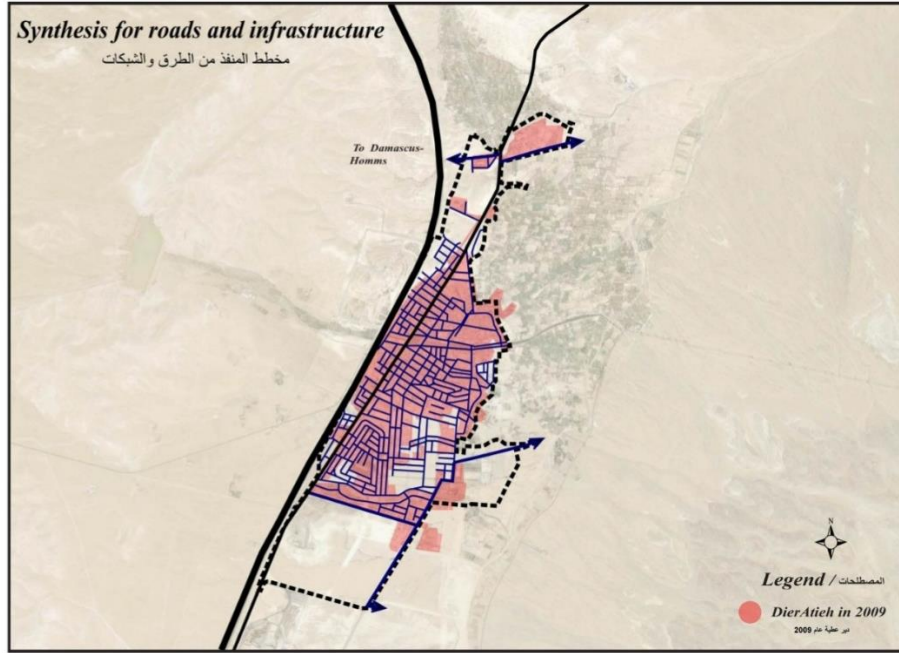 Synthesis for roads and infrastructure
مخطط المنفذ من الطرق والشبكات
To Damascus-
Homms
N
Legend / المصطلحات
DierAtieh in 2009
دير عطية عام 2009